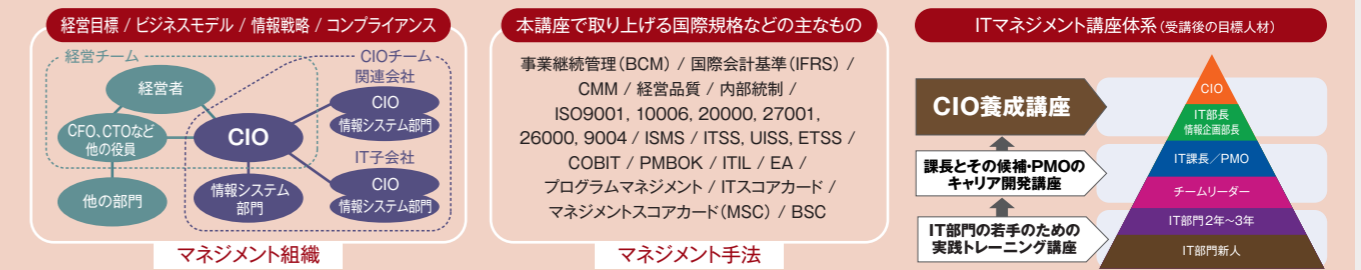 経営目標 / ビジネスモデル / 情報戦略 / コンプライアンス
経営チーム
経営者
CFO、CTOなど
他の役員
他の部門
CIO
情報システム
部門
CIOチーム
関連会社
CIO
情報システム部門
IT子会社
CIO
情報システム部門
マネジメント組織
本講座で取り上げる国際規格などの主なもの
事業継続管理(BCM) / 国際会計基準(IFRS) /
CMM / 経営品質 / 内部統制 /
ISO9001, 10006, 20000, 27001,
26000, 9004 / ISMS / ITSS, UISS, ETSS /
COBIT / PMBOK / ITIL / EA /
プログラムマネジメント / ITスコアカード /
マネジメントスコアカード(MSC) / BSC
マネジメント手法
ITマネジメント講座体系(受講後の目標人材)
CIO養成講座
課長とその候補・PMOの
キャリア開発講座
IT部門の若手のための
実践トレーニング講座
CIO
IT部長
情報企画部長
IT課長／PMO
チームリーダー
IT部門2年〜3年
IT部門新人